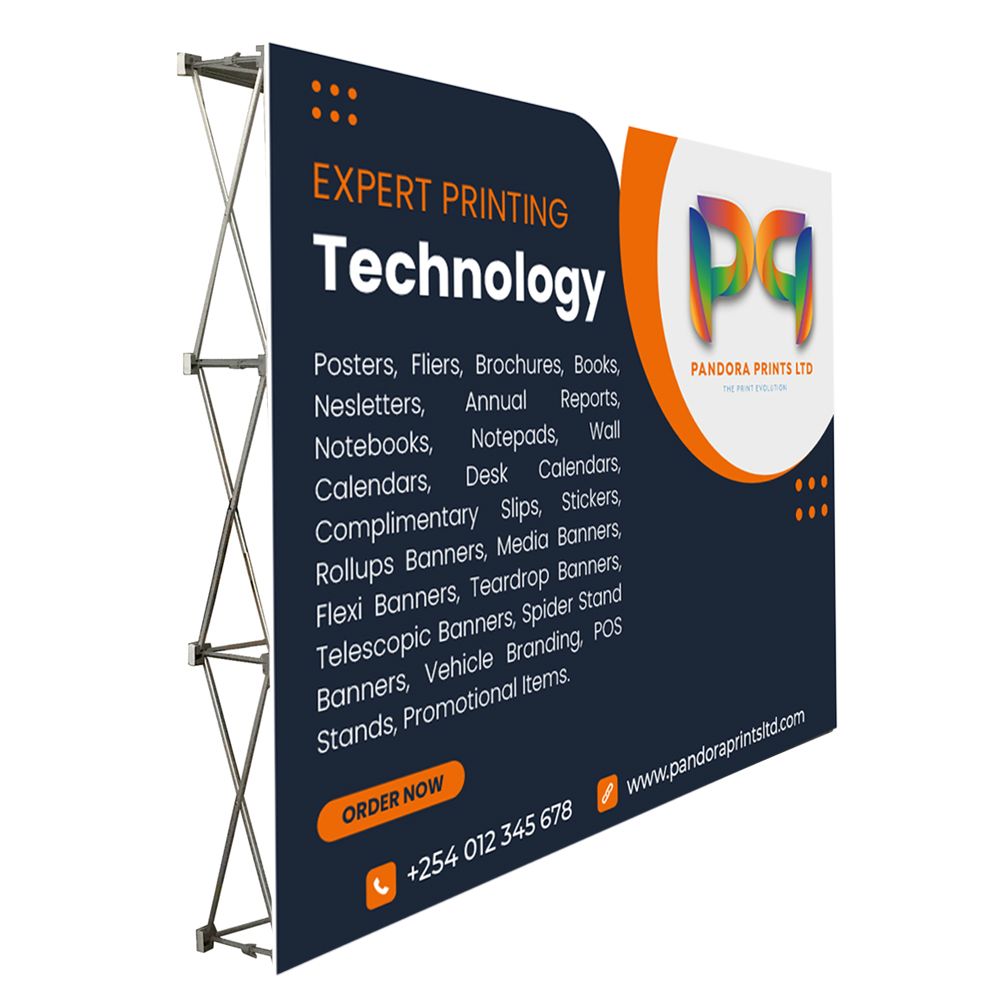 EXPERT PRINTING
Technology
Posters, Fliers, Brochures, Books,
Nesletters, Annual Reports,
Notebooks, Notepads, Wall
Calendars, Desk Calendars,
Complimentary Slips, Stickers,
Rollups Banners, Media Banners,
Flexi Banners, Teardrop Banners,
Telescopic Banners, Spider Stand
Banners, Vehicle Branding, POS
Stands, Promotional Items.
ORDER NOW
+254 012 345 678
www.pandoraprintsltd.com
PANDORA PRINTS LTD
THE PRINT EVOLUTION